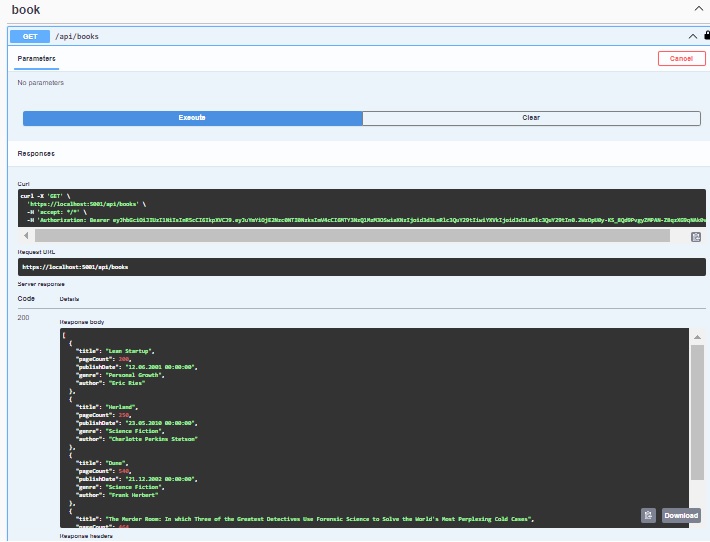 book
GET /api/books
Parameters
Cancel
No parameters
Execute
Clear
Responses
Curl
curl -X 'GET' \
'https://localhost:5001/api/books' \
-H 'accept: */*' \
-H 'Authorization: Bearer
Request URL
https://localhost:5001/api/books
Server response
Code Details
200
Response body
[
{
"title": "Lean Startup",
"pageCount": 200,
"publishDate": "12.06.2001 00:00:00",
"genre": "Personal Growth",
"author": "Eric Ries"
},
{
"title": "Herland",
"pageCount": 250,
"publishDate": "23.05.2010 00:00:00",
"genre": "Science Fiction",
"author": "Charlotte Perkins Stetson"
},
{
"title": "Dune",
"pageCount": 540,
"publishDate": "21.12.2002 00:00:00",
"genre": "Science Fiction",
"author": "Frank Herbert"
},
{
"title": "The Murder Room: In which Three of the Greatest Detectives Use Forensic Science to Solve the World's Most Perplexing Cold Cases",
Download
Response headers